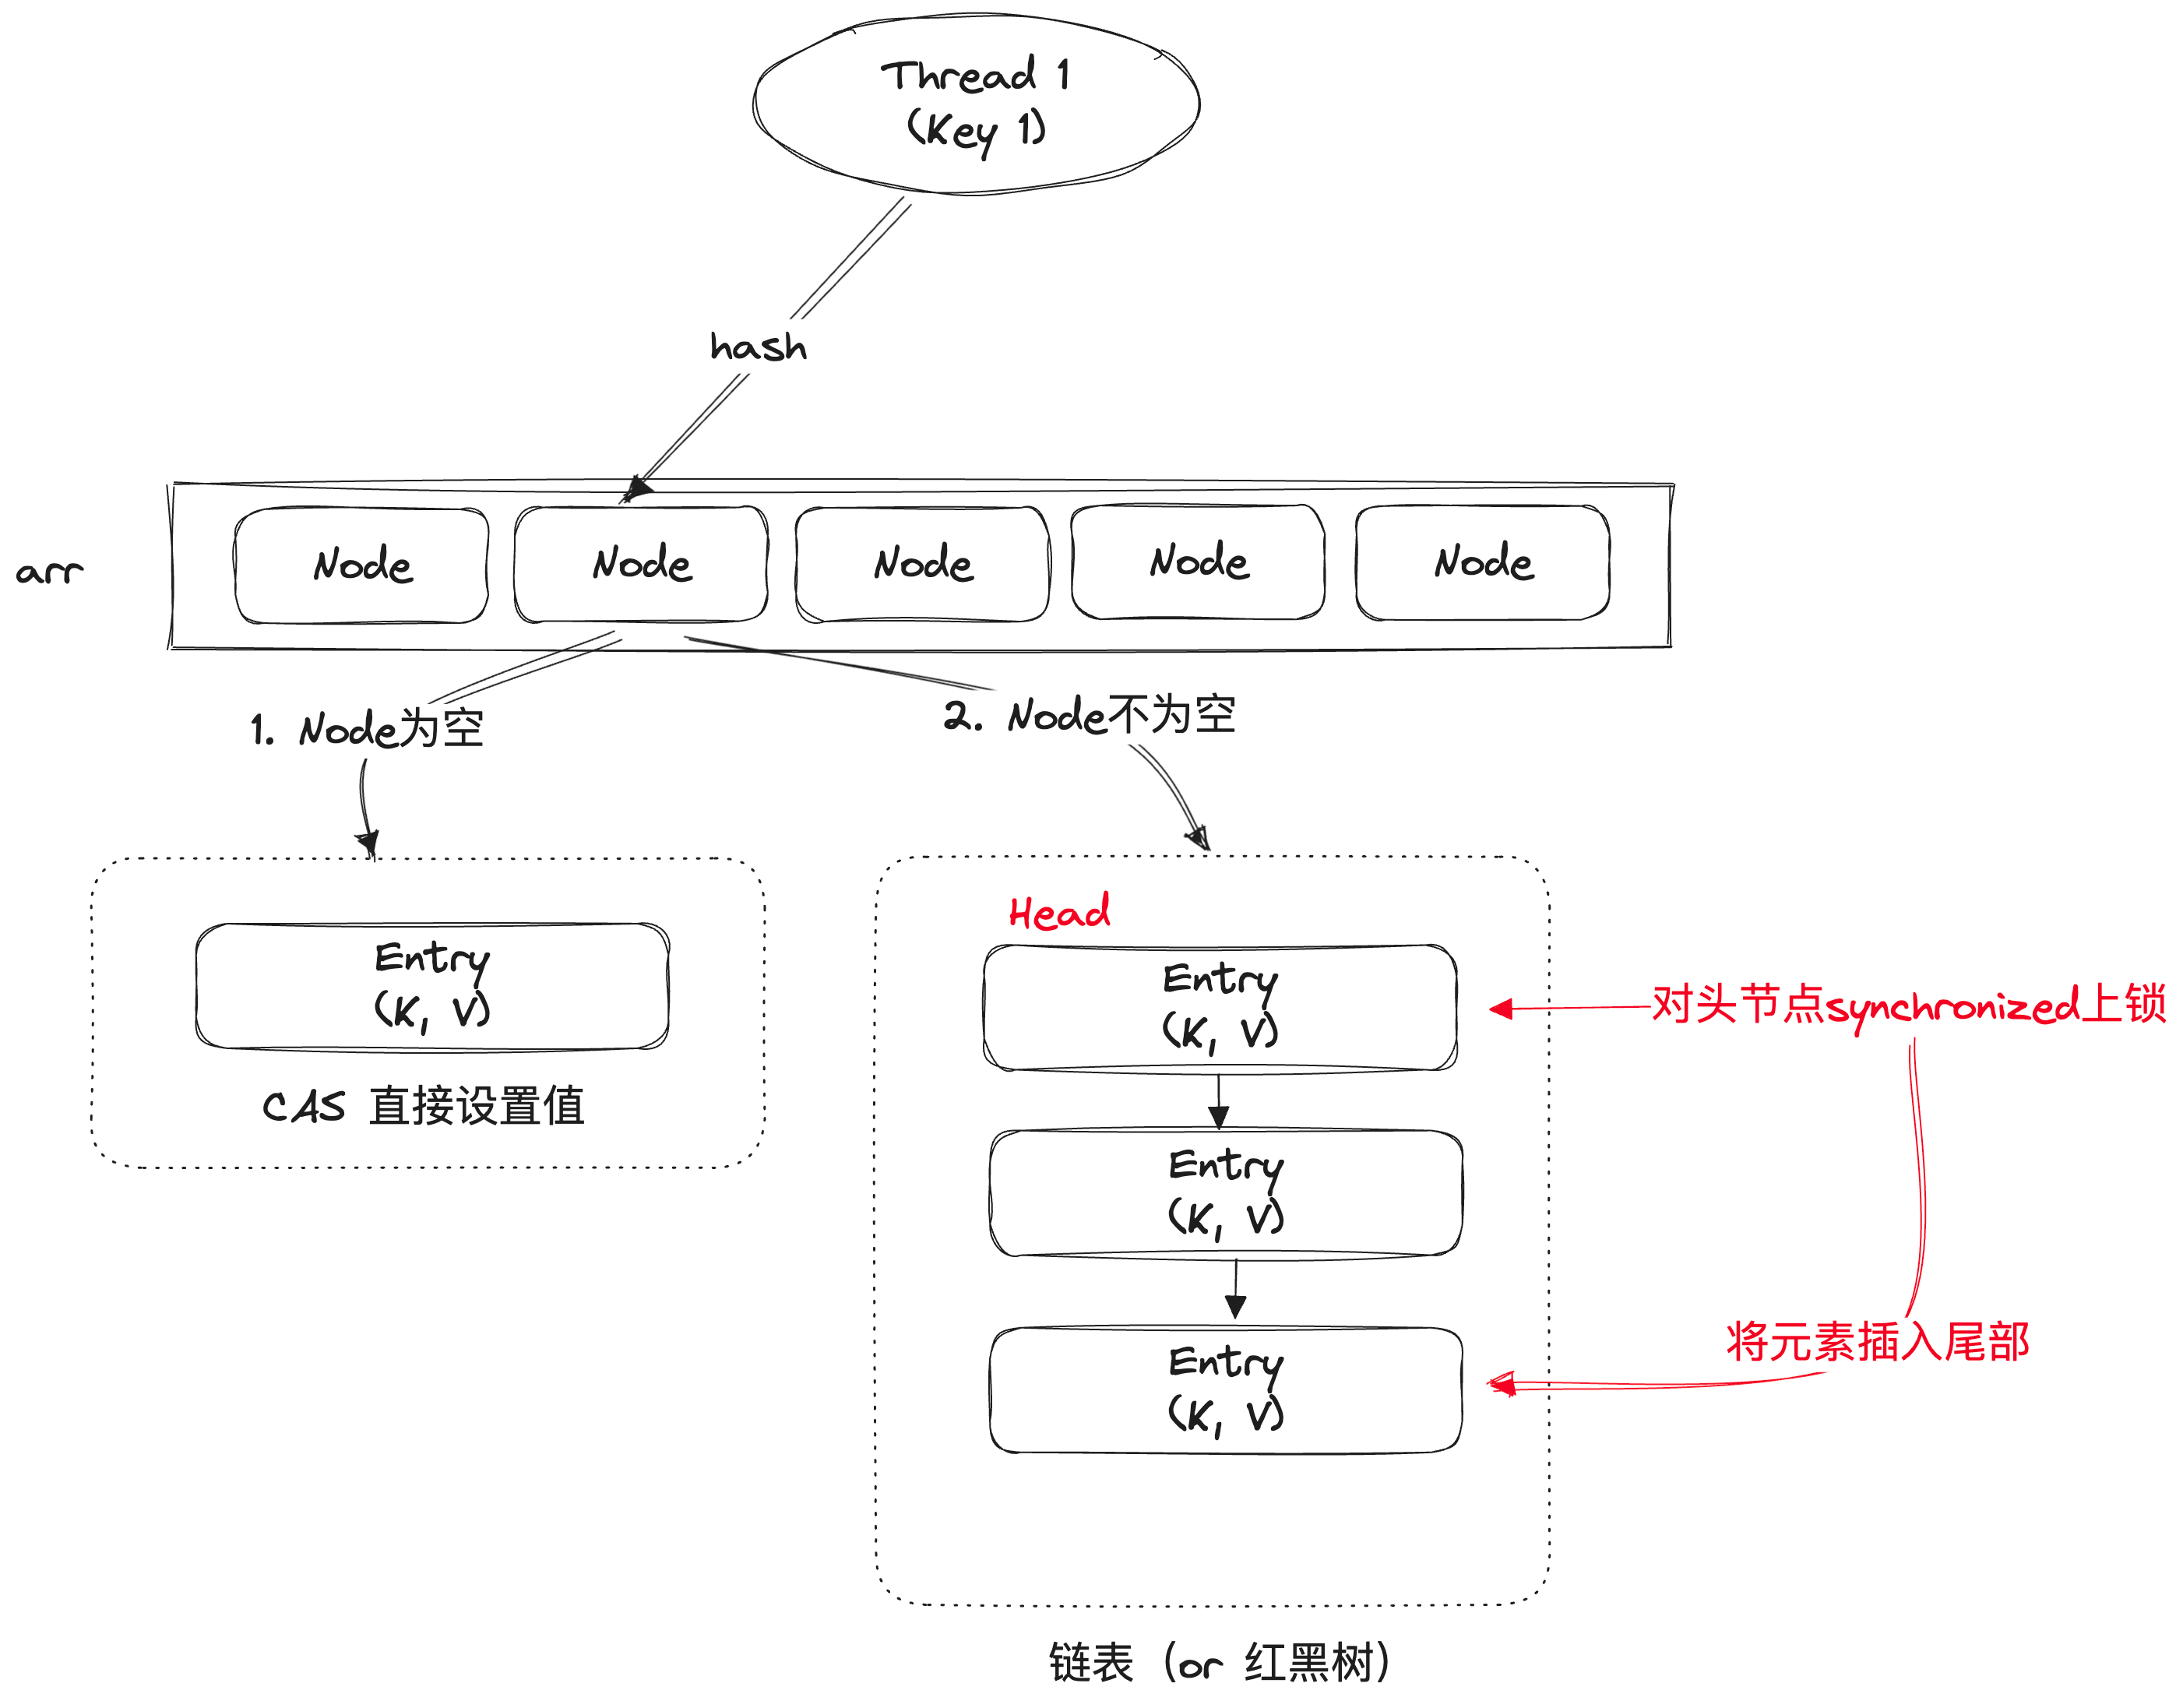 Thread 1
(Key 1)
hash
arr
Node
Node
Node
Node
Node
1. Node为空
2. Node不为空
Entry
(K, V)
CAS 直接设置值
Head
Entry
(K, V)
对头节点synchronized上锁
Entry
(K, V)
将元素插入尾部
Entry
(K, V)
链表 (or 红黑树)